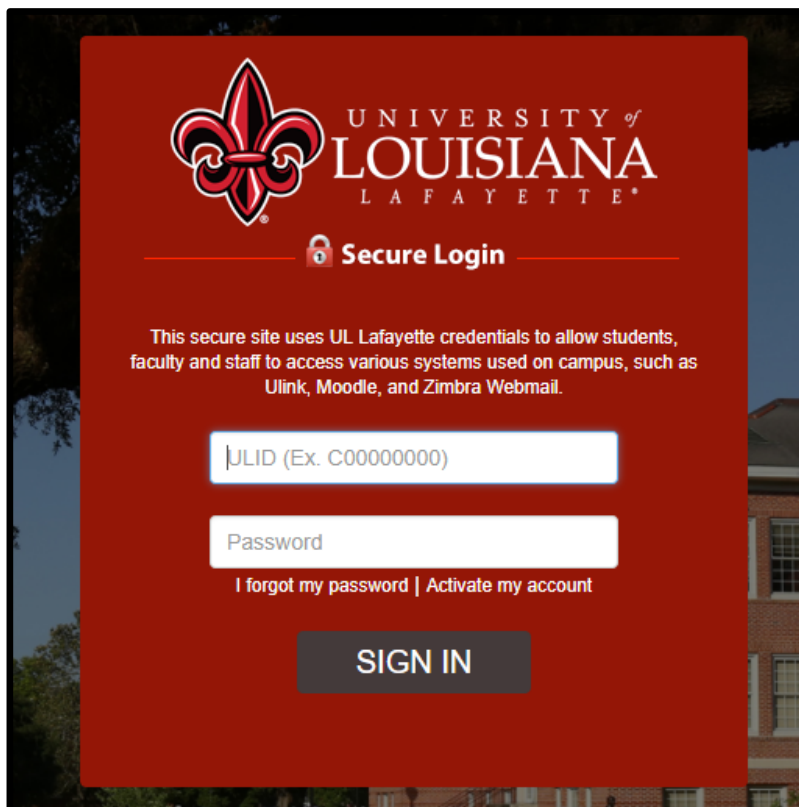 UNIVERSITY of
LOUISIANA
LAFAYETTE®
®
Secure Login
This secure site uses UL Lafayette credentials to allow students,
faculty and staff to access various systems used on campus, such as
Ulink, Moodle, and Zimbra Webmail.
ULID (Ex. C00000000)
Password
I forgot my password | Activate my account
SIGN IN